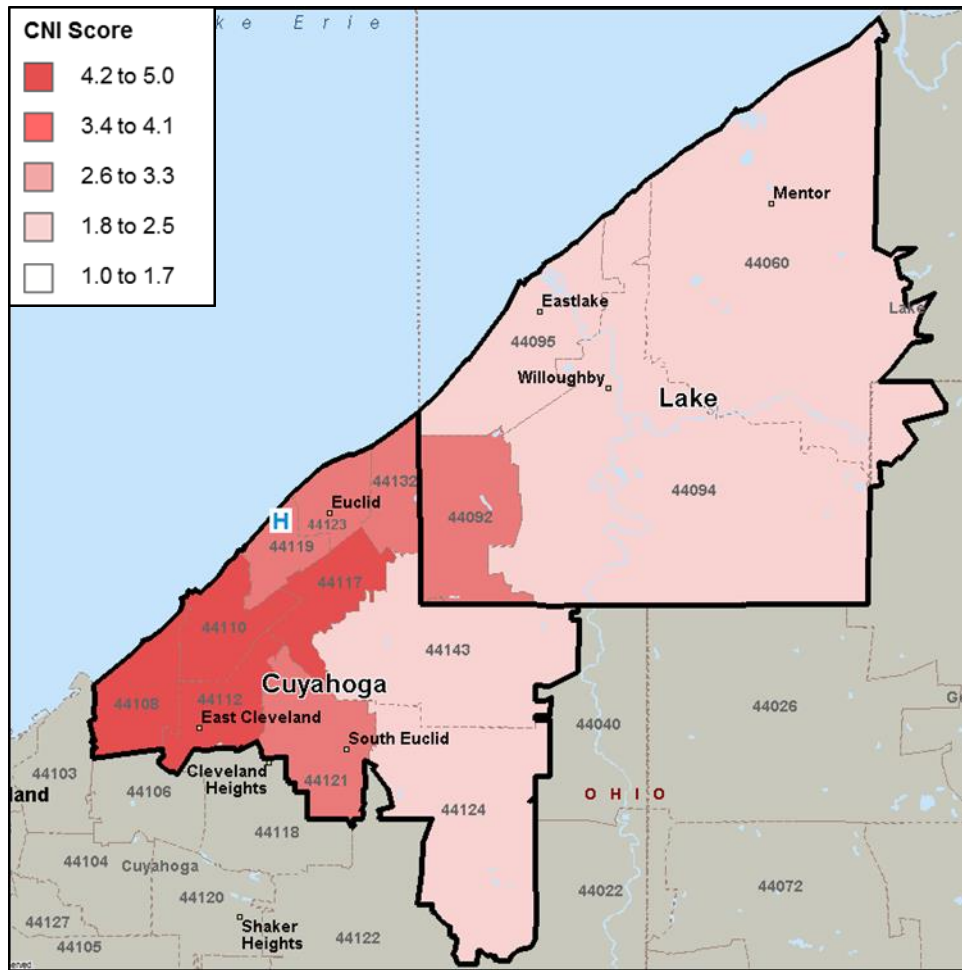 CNI Score
4.2 to 5.0
3.4 to 4.1
2.6 to 3.3
1.8 to 2.5
1.0 to 1.7
ke Erie
Mentor
44060
Eastlake
Lake
44095
Willoughby
Lake
44132
44094
44092
Euclid
H
44123
44119
44117
44110
44143
Cuyahoga
44108
44112
East Cleveland
44026
44040
South Euclid
44103
Cleveland
Heights
44121
land
44106
OHIO
44124
44118
44104
Cuyahoga
44022
44072
44120
44127
Shaker
Heights
44122
44105